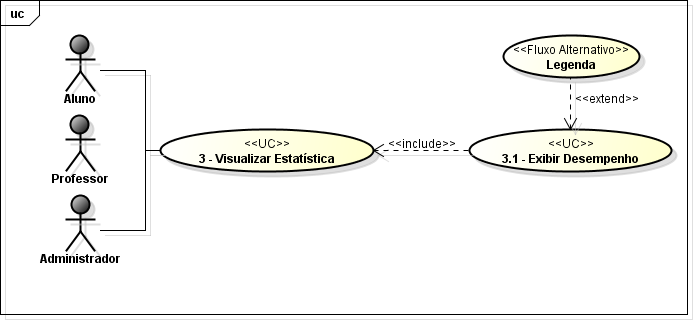 uc
<<Fluxo Alternativo>>
Legenda
Aluno
<<extend>>
Professor
<<UC>>
3 - Visualizar Estatística
<<include>>
<<UC>>
3.1 - Exibir Desempenho
Administrador